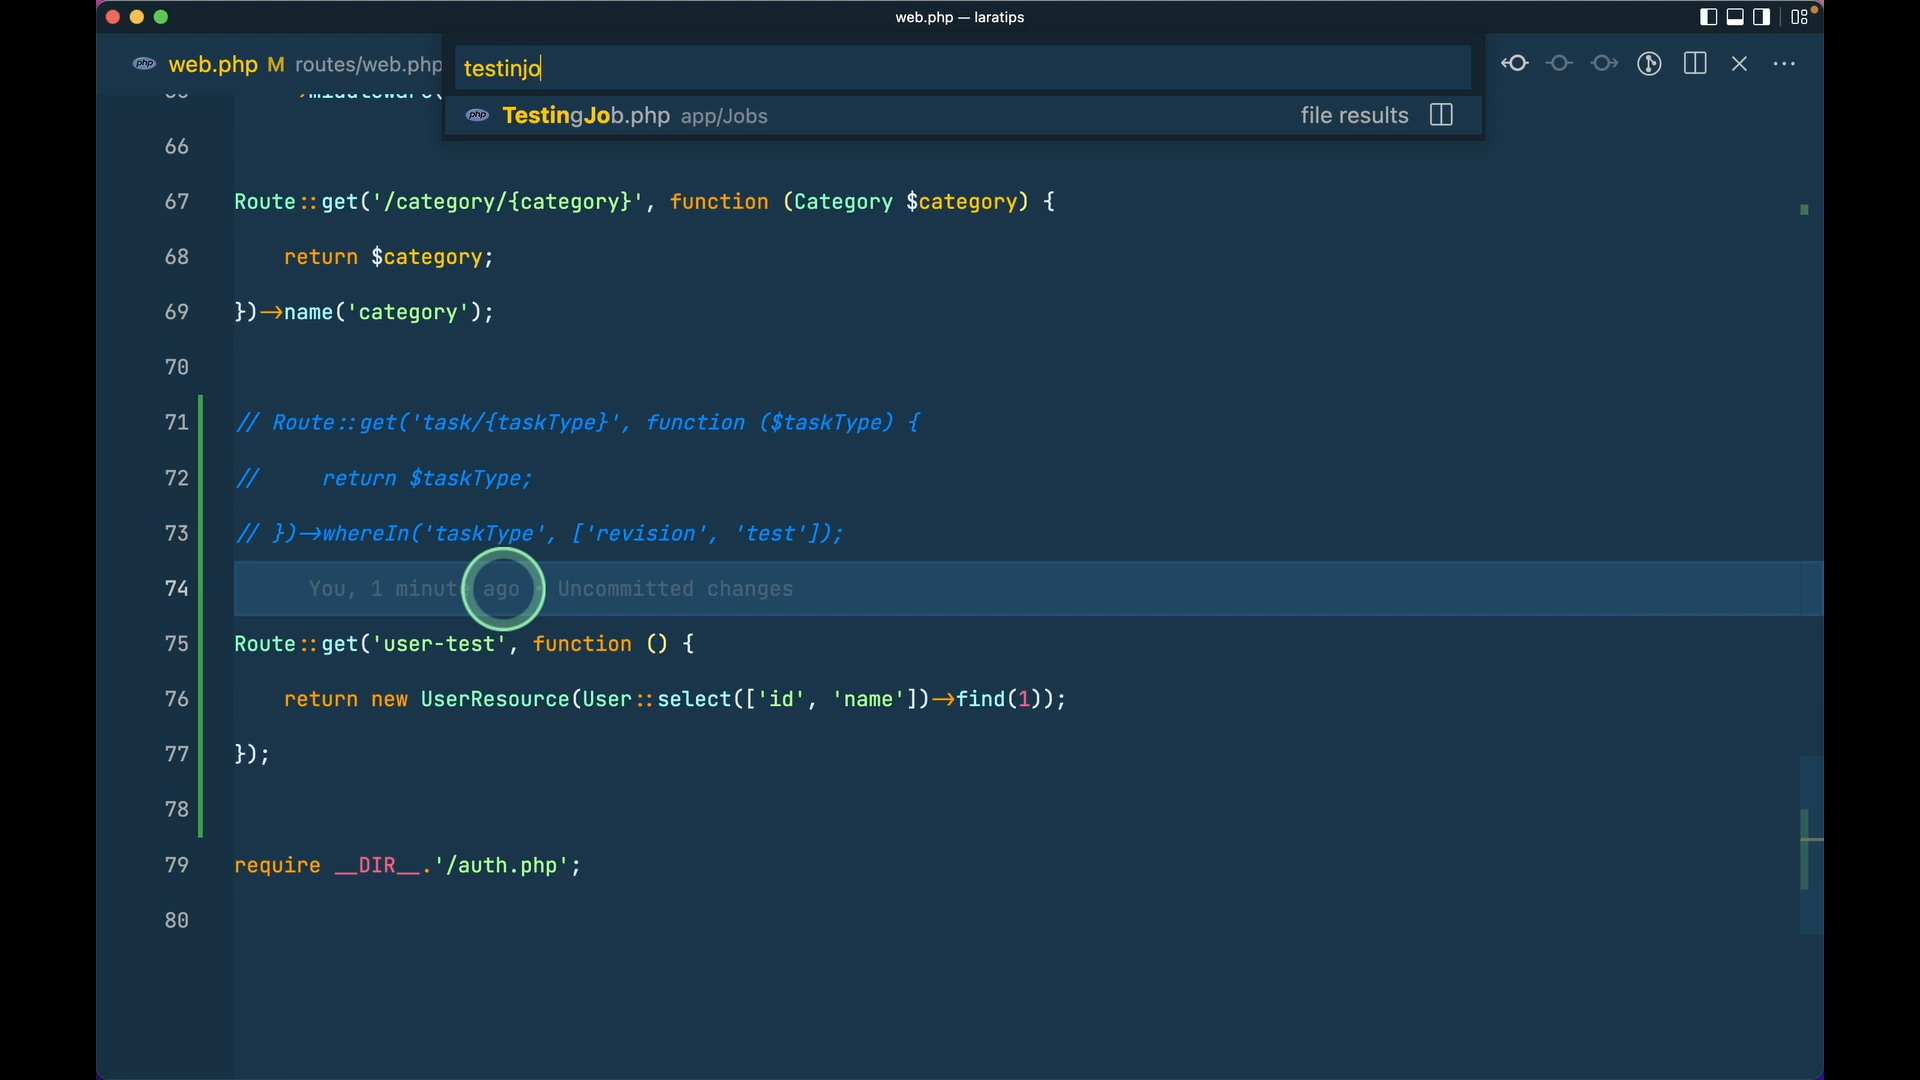 web.php — laratips
php web.php M routes/web.php
testinjo
php TestingJob.php app/Jobs file results
66
67 Route::get('/category/{category}', function (Category $category) {
68 return $category;
69 })->name('category');
70
71 // Route::get('task/{taskType}', function ($taskType) {
72 // return $taskType;
73 // })->whereIn('taskType', ['revision', 'test']);
74 You, 1 minute ago • Uncommitted changes
75 Route::get('user-test', function () {
76 return new UserResource(User::select(['id', 'name'])->find(1));
77 });
78
79 require __DIR__.'/auth.php';
80